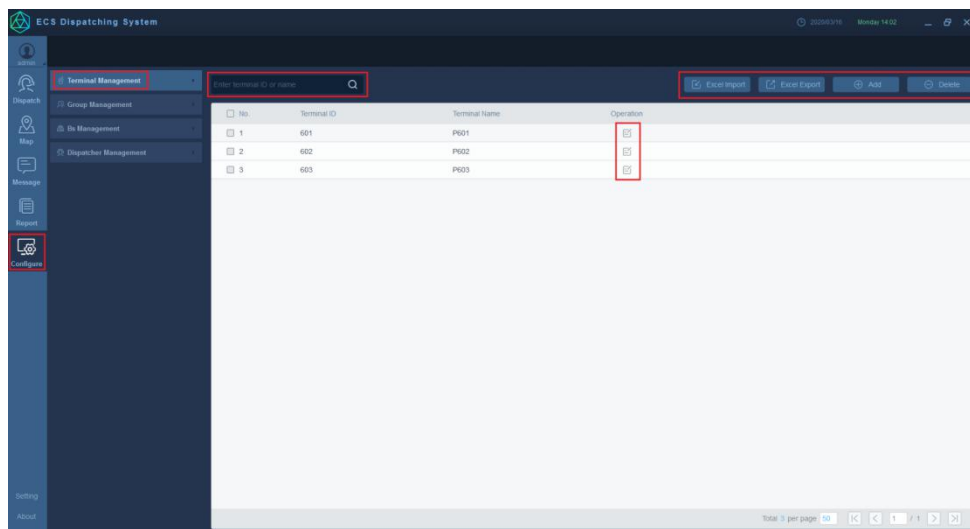 ECS Dispatching System
2020/03/16 Monday 14:02
admin
Dispatch
Map
Message
Report
Configure
Setting
About
Terminal Management
Group Management
Bs Management
Dispatcher Management
Enter terminal ID or name
Excel Import Excel Export Add Delete
No. Terminal ID Terminal Name Operation
1 601 P601
2 602 P602
3 603 P603
Total 3 per page 50 1 / 1